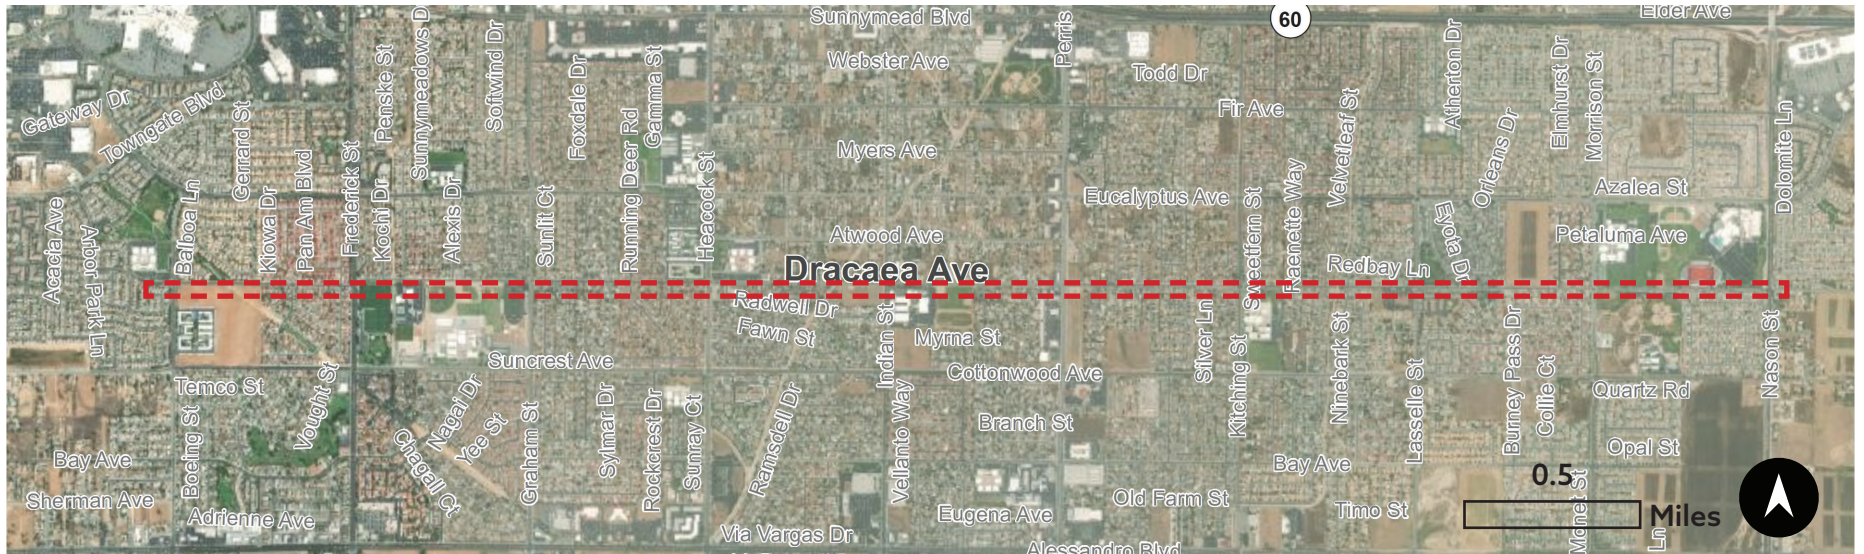 Sunnymead Blvd
60
Elder Ave
Perris
Webster Ave
Todd Dr
Penske St
Sunnymeadows D
Softwind Dr
Foxdale Dr
Gamma St
Atherton Dr
Elmhurst Dr
Morrison St
Gateway Dr
Towngate Blvd
Fir Ave
Velvetleaf St
Orleans Dr
Dolomite Ln
Gerrard St
Pan Am Blvd
Frederick St
Running Deer Rd
Heacock St
Myers Ave
Eucalyptus Ave
Azalea St
Acacia Ave
Arbor Park Ln
Balboa Ln
Kiowa Dr
Kochi Dr
Alexis Dr
Sunlit Ct
Atwood Ave
Sweetfern St
Raenette Way
Eyota Dr
Petaluma Ave
Redbay Ln
Dracaea Ave
Radwell Dr
Fawn St
Indian St
Myrna St
Silver Ln
Kitching St
Ninebark St
Burney Pass Dr
Nason St
Suncrest Ave
Cottonwood Ave
Temco St
Vought St
Lasselle St
Collie Ct
Quartz Rd
Boeing St
Nagai Dr
Yee St
Graham St
Sylmar Dr
Rockcrest Dr
Sunray Ct
Ramsdell Dr
Vellanto Way
Branch St
Bay Ave
Chagall Ct
Bay Ave
Opal St
Sherman Ave
Adrienne Ave
Eugena Ave
Old Farm St
Timo St
Monet St
Ln
0.5
Miles
Via Vargas Dr
Alessandro Blvd